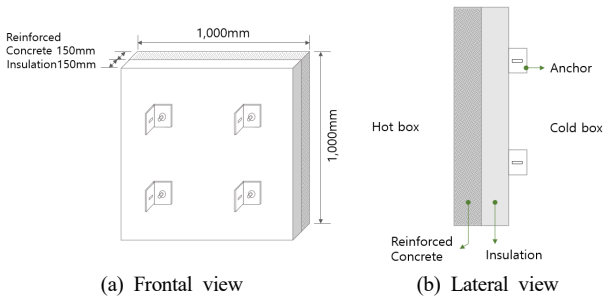 Reinforced
Concrete 150mm
Insulation150mm
1,000mm
1,000mm
Hot box
Anchor
Cold box
Reinforced
Concrete
Insulation
(a) Frontal view
(b) Lateral view